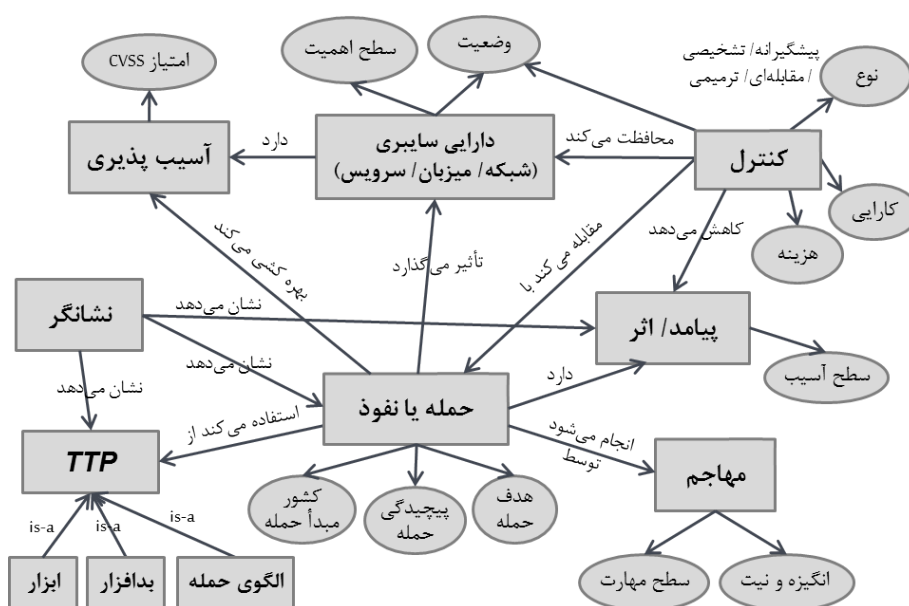 وضعیت
سطح اهمیت
امتیاز CVSS
پیشگیرانه/ تشخیصی
/ مقابله‌ای/ ترمیمی
نوع
آسیب پذیری
دارد
دارایی سایبری
(شبکه/ میزبان/ سرویس)
محافظت می‌کند
کنترل
کارایی
هزینه
کاهش می‌دهد
مقابله می کند با
تأثیر می‌گذارد
بهره کشی می‌کند
نشانگر
نشان می‌دهد
نشان می‌دهد
نشان می‌دهد
پیامد/ اثر
سطح آسیب
دارد
حمله یا نفوذ
استفاده می‌کند از
انجام می‌شود
توسط
TTP
مهاجم
هدف
حمله
پیچیدگی
حمله
کشور
مبدأ حمله
is-a
is-a
is-a
ابزار
بدافزار
الگوی حمله
سطح مهارت
انگیزه و نیت